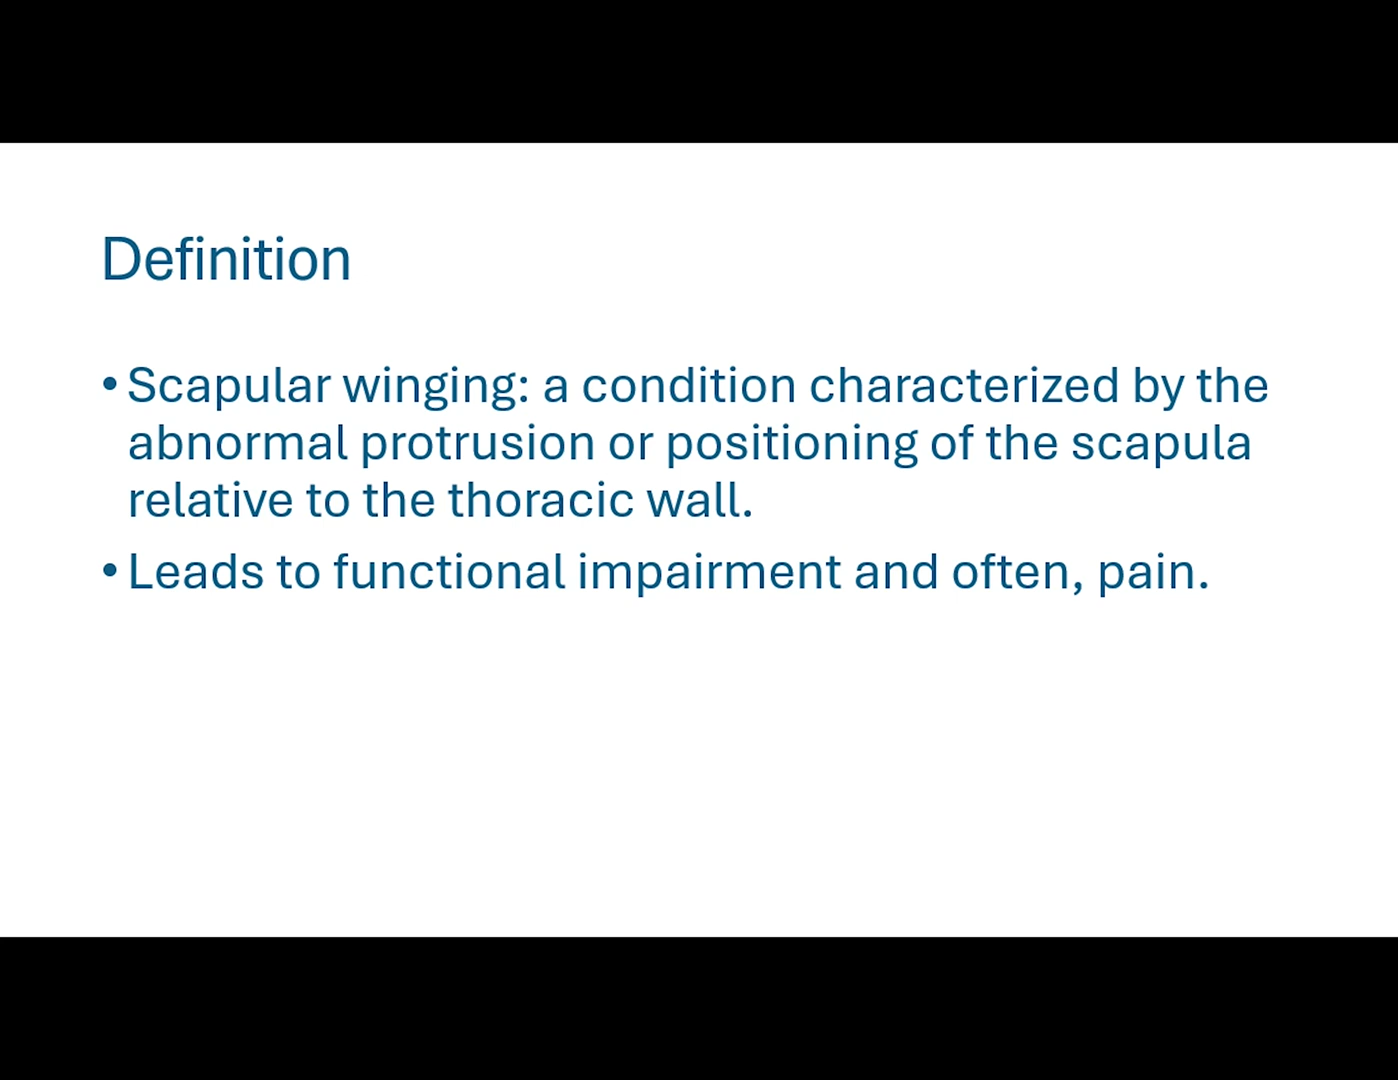 Definition
• Scapular winging: a condition characterized by the
abnormal protrusion or positioning of the scapula
relative to the thoracic wall.
• Leads to functional impairment and often, pain.